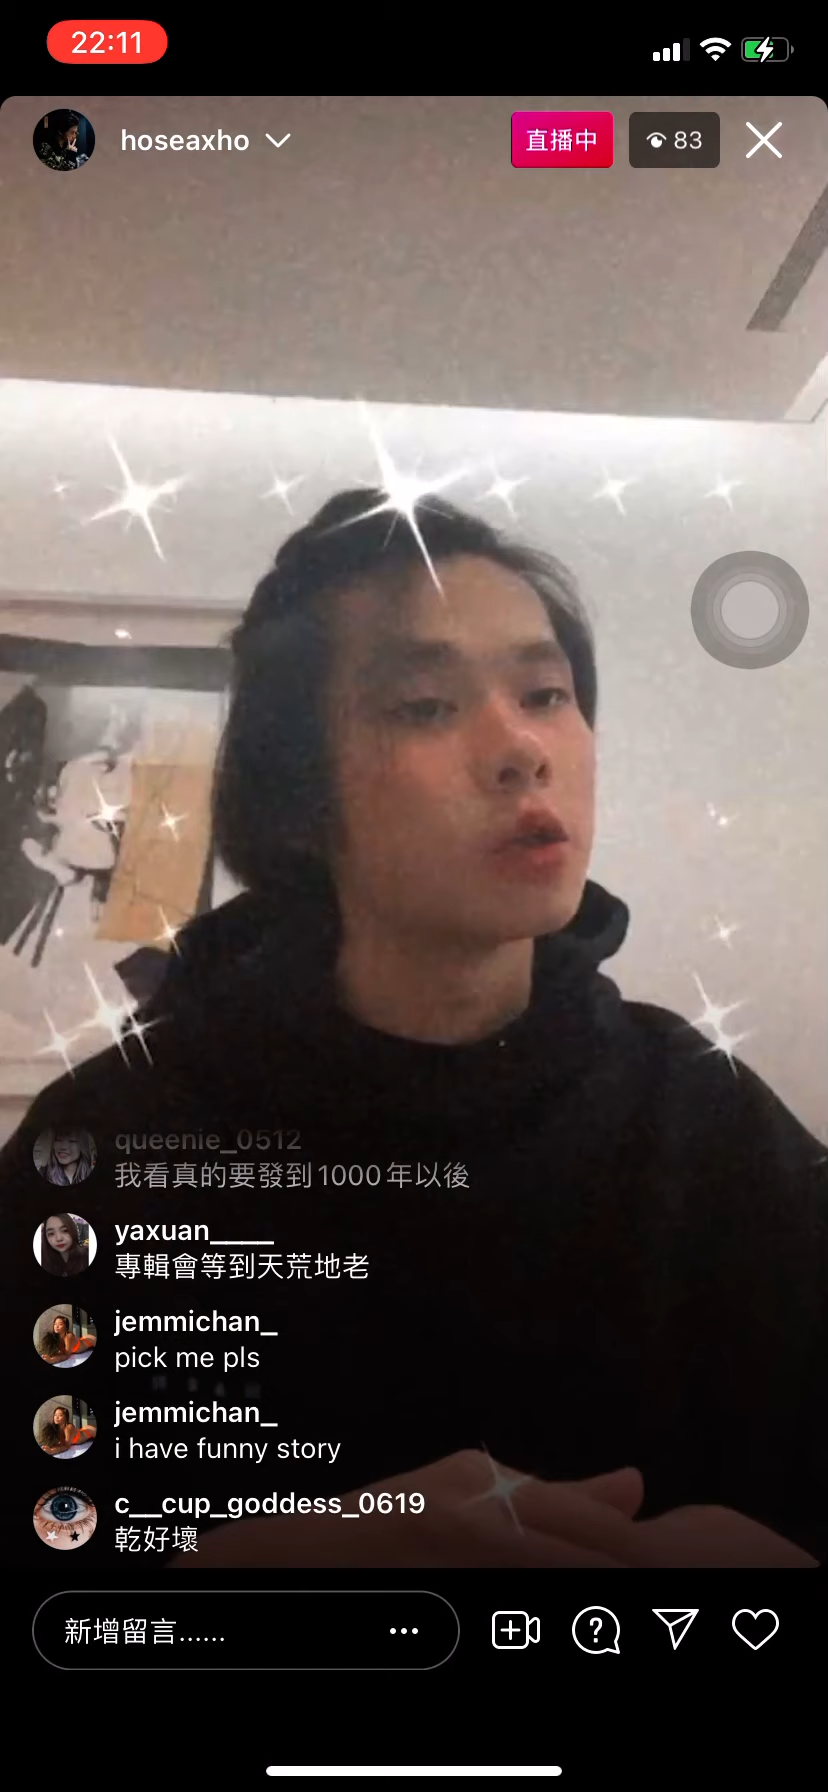 22:11
hoseaxho
直播中
83
queenie_0512
我看真的要發到1000年以後
yaxuan____
專輯會等到天荒地老
jemmichan_
pick me pls
jemmichan_
i have funny story
c__cup_goddess_0619
乾好壞
新增留言......